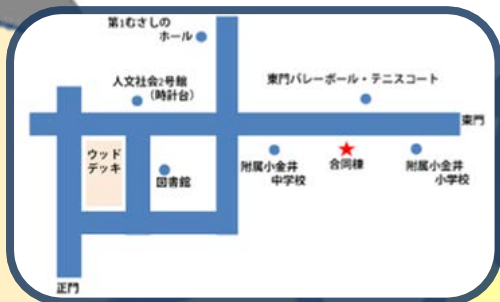 第1むさしの
ホール
人文社会2号館
(時計台)
東門バレーボール・テニスコート
東門
ウッド
デッキ
図書館
附属小金井
中学校
合同棟
附属小金井
小学校
正門